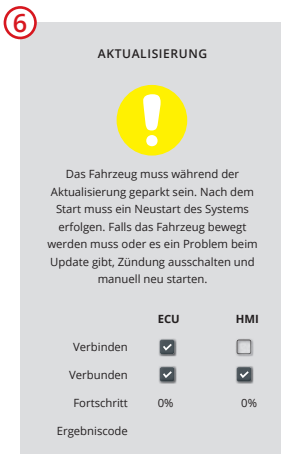 6
AKTUALISIERUNG
!
Das Fahrzeug muss während der
Aktualisierung geparkt sein. Nach dem
Start muss ein Neustart des Systems
erfolgen. Falls das Fahrzeug bewegt
werden muss oder es ein Problem beim
Update gibt, Zündung ausschalten und
manuell neu starten.
ECU HMI
Verbinden
Verbunden
Fortschritt 0% 0%
Ergebniscode